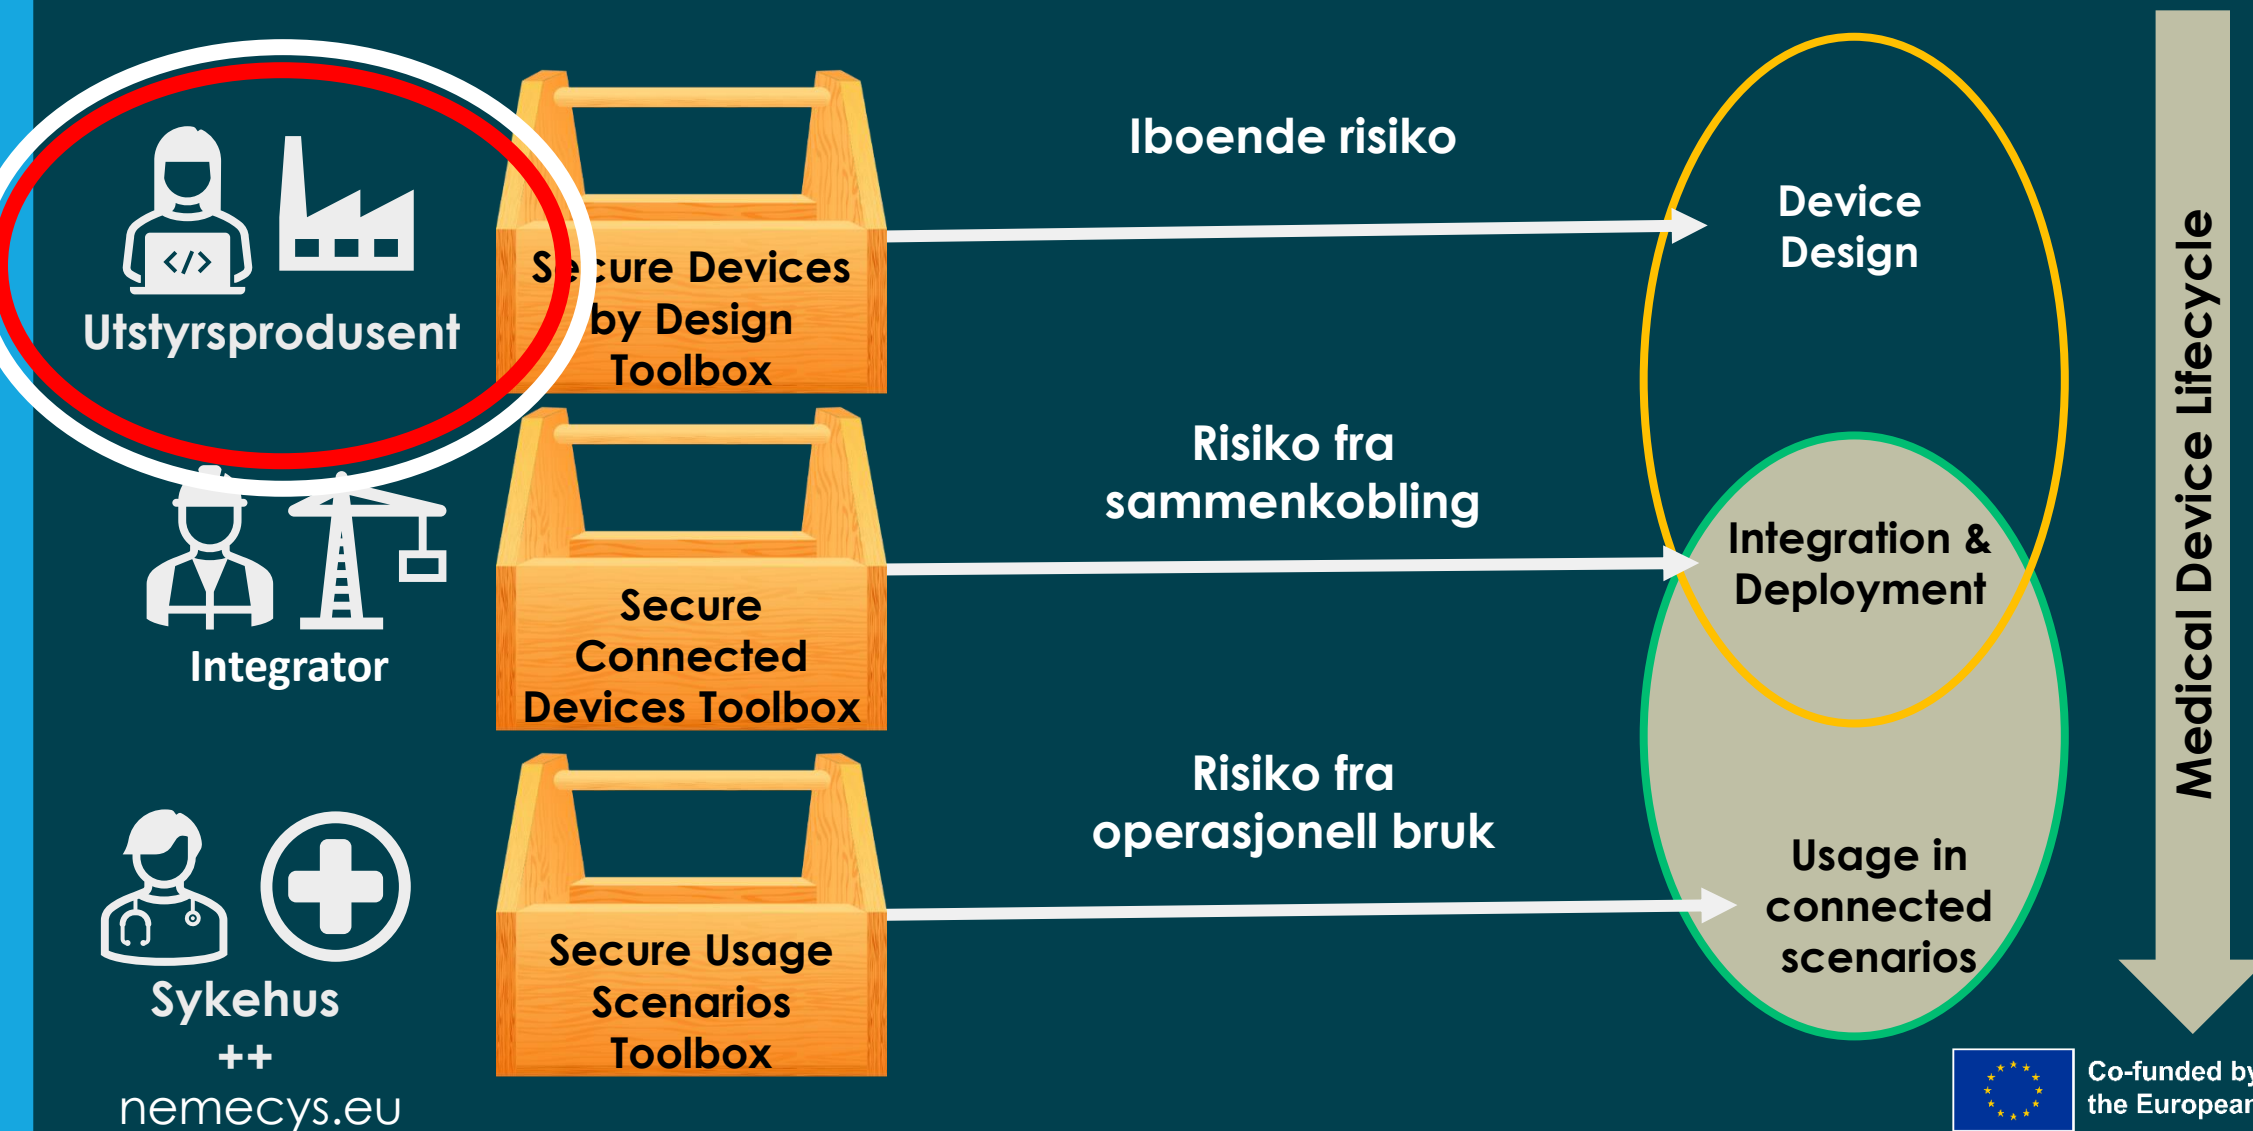 </>
Utstyrsprodusent
Secure Devices
by Design
Toolbox
Iboende risiko
Device
Design
Integrator
Secure
Connected
Devices Toolbox
Risiko fra
sammenkobling
Integration &
Deployment
Sykehus
++
nemecys.eu
Secure Usage
Scenarios
Toolbox
Risiko fra
operasjonell bruk
Usage in
connected
scenarios
Medical Device Lifecycle
Co-funded by
the European